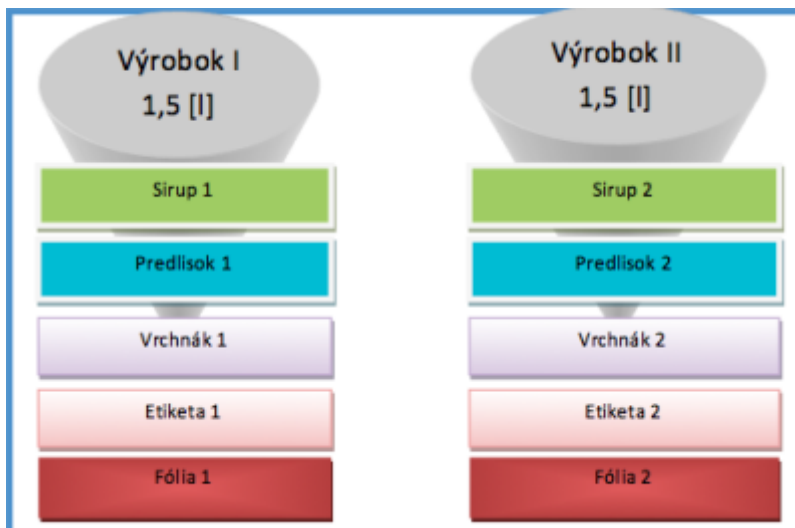 Výrobok I
1,5 [l]
Sirup 1
Predlisok 1
Vrchnák 1
Etiketa 1
Fólia 1
Výrobok II
1,5 [l]
Sirup 2
Predlisok 2
Vrchnák 2
Etiketa 2
Fólia 2